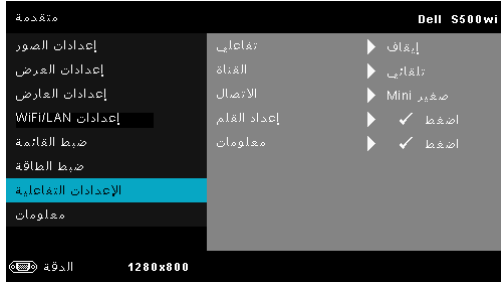 متقدمة
Dell S500wi
إعدادات الصور
إعدادات العرض
إعدادات العارض
إعدادات WiFi/LAN
ضبط القائمة
ضبط الطاقة
الإعدادات التفاعلية
معلومات
تفاعلي إيقاف
القناة تلقائي
الاتصال صغير Mini
إعداد القلم اضغط
معلومات اضغط
الدقة 1280x800